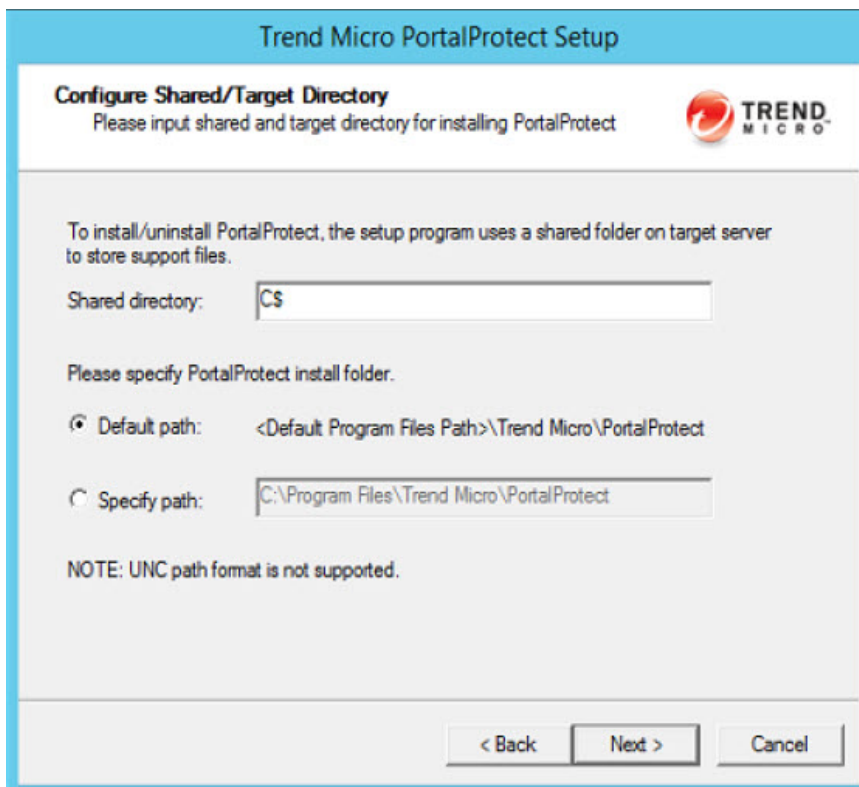 Trend Micro PortalProtect Setup
Configure Shared/Target Directory
Please input shared and target directory for installing PortalProtect
TREND
MICRO™
To install/uninstall PortalProtect, the setup program uses a shared folder on target server
to store support files.
Shared directory: C$
Please specify PortalProtect install folder.
Default path: <Default Program Files Path>\Trend Micro\PortalProtect
Specify path: C:\Program Files\Trend Micro\PortalProtect
NOTE: UNC path format is not supported.
< Back Next > Cancel